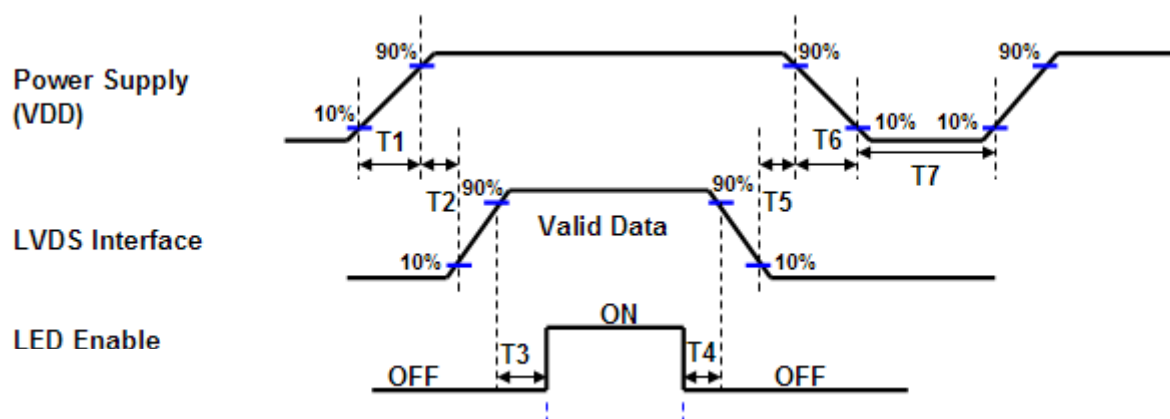 Power Supply
(VDD)
90%
10%
T1
90%
10%
T6
10%
90%
T7
T2
T5
LVDS Interface
90%
10%
Valid Data
90%
10%
LED Enable
OFF
T3
ON
T4
OFF